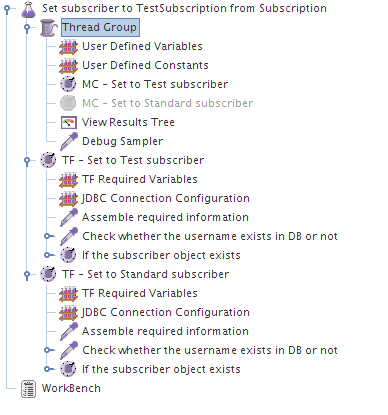 Set subscriber to TestSubscription from Subscription
Thread Group
User Defined Variables
User Defined Constants
MC - Set to Test subscriber
MC - Set to Standard subscriber
View Results Tree
Debug Sampler
TF - Set to Test subscriber
TF Required Variables
JDBC Connection Configuration
Assemble required information
Check whether the username exists in DB or not
If the subscriber object exists
TF - Set to Standard subscriber
TF Required Variables
JDBC Connection Configuration
Assemble required information
Check whether the username exists in DB or not
If the subscriber object exists
WorkBench